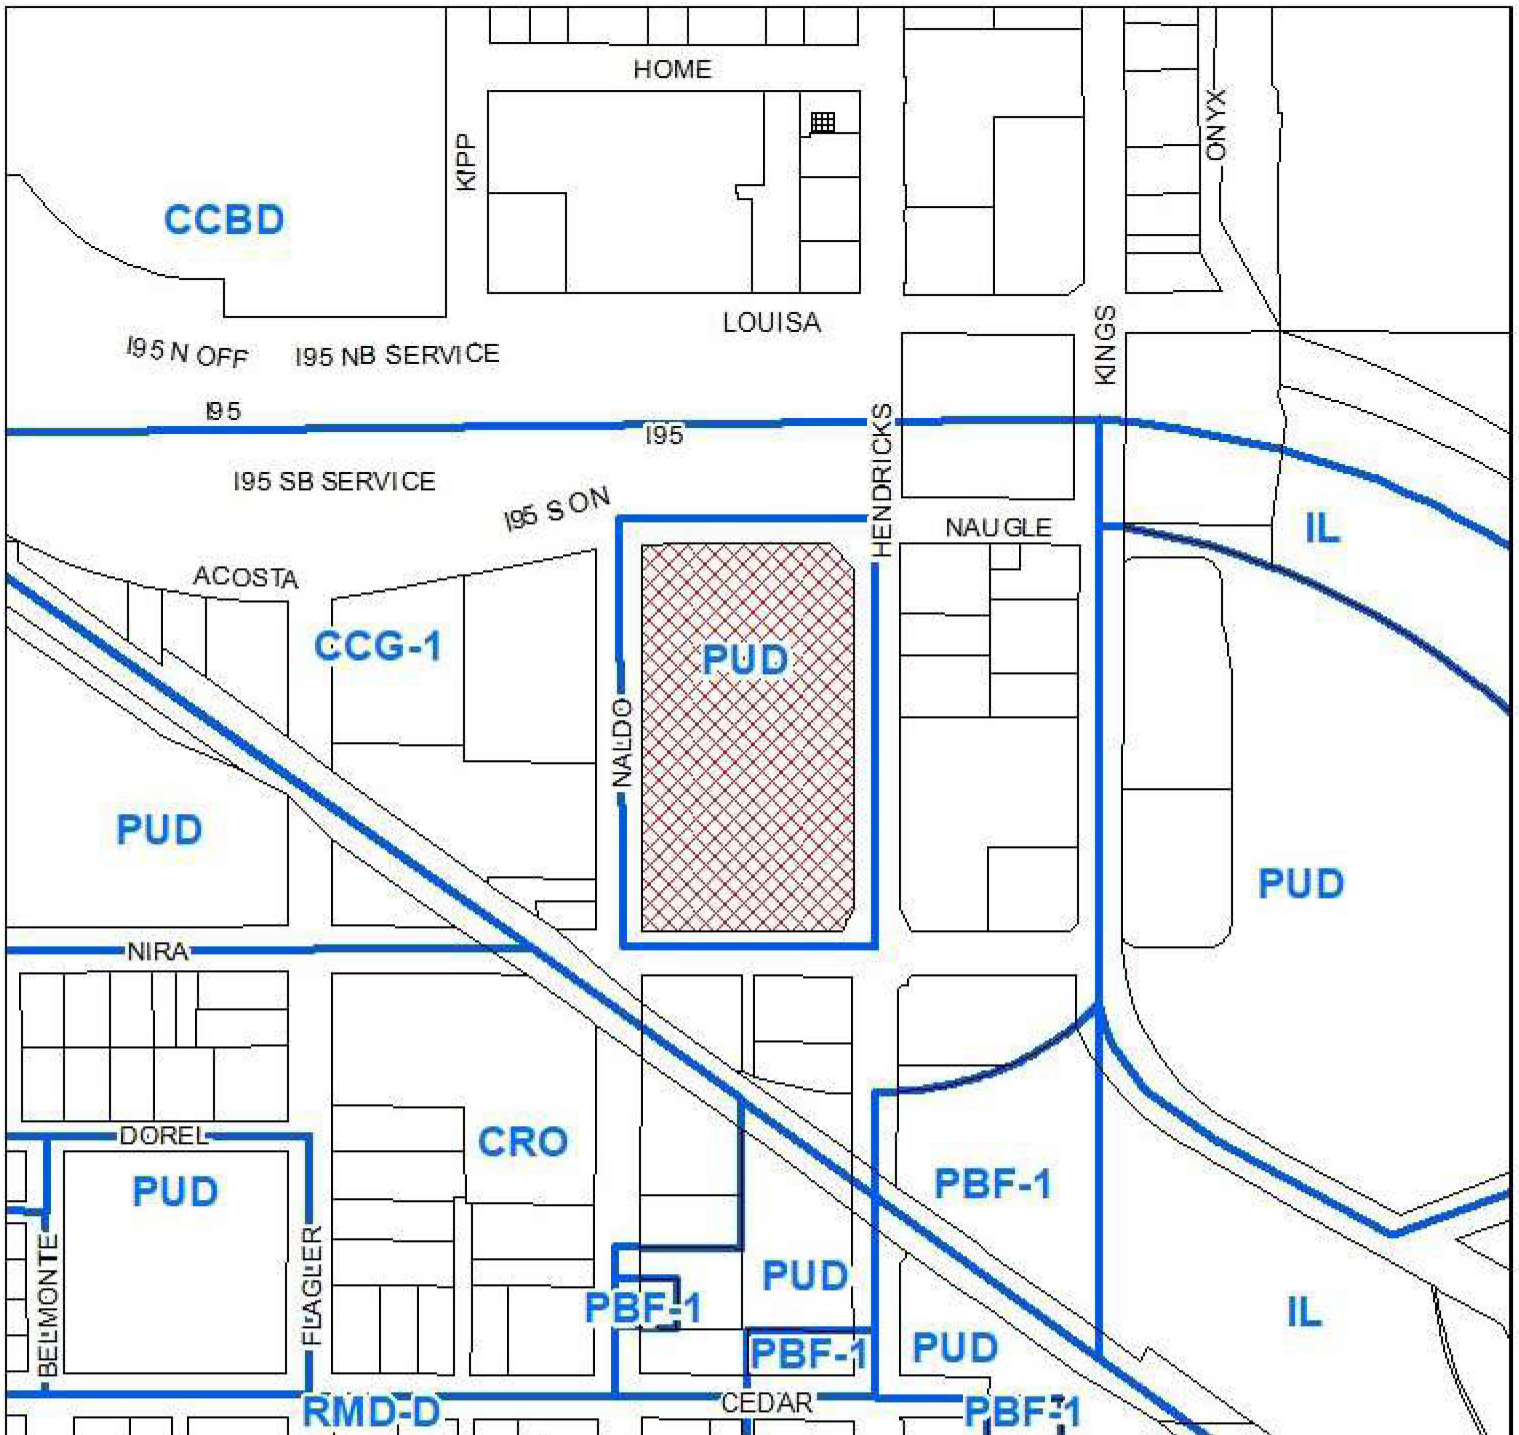 HOME
ONYX
KIPP
CCBD
LOUISA
KINGS
I95 N OFF
I95 NB SERVICE
I95
I95
HENDRICKS
I95 SB SERVICE
I95 S ON
NAUGLE
IL
ACOSTA
CCG-1
PUD
NALDO
PUD
PUD
NIRA
DOREL
CRO
PUD
PBF-1
BELMONTE
FLAGLER
PUD
PBF-1
IL
PBF-1
PUD
RMD-D
CEDAR
PBF-1